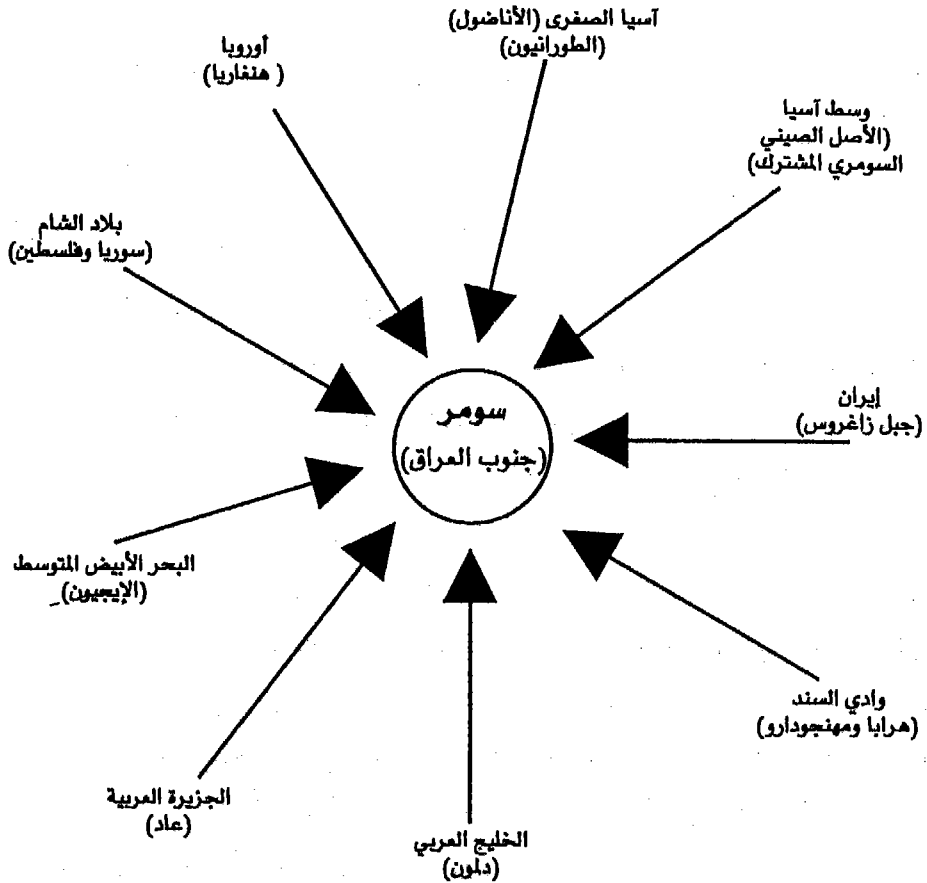 آسيا الصغرى (الأناضول)
(الطورانيون)
أوروبا
( هنغاريا)
وسط آسيا
(الأصل الصيني
السومري المشترك)
بلاد الشام
(سوريا وفلسطين)
إيران
(جبل زاغروس)
سومر
(جنوب العراق)
البحر الأبيض المتوسط
(الإيجيون)
وادي السند
(هرابا ومهنجودارو)
الجزيرة العربية
(عاد)
الخليج العربي
(دلمون)